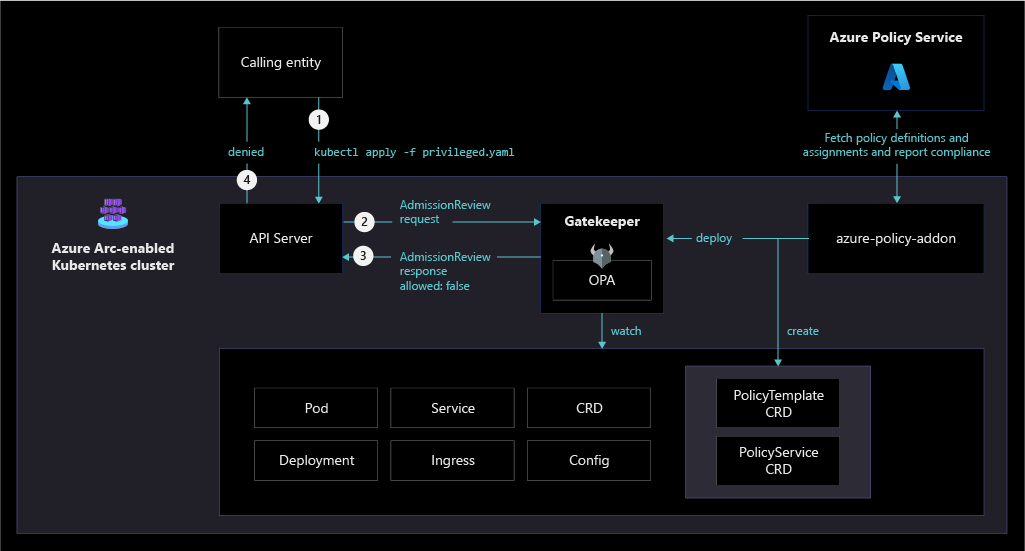 Calling entity
Azure Policy Service
1
denied
kubectl apply -f privileged.yaml
Fetch policy definitions and
assignments and report compliance
4
Azure Arc-enabled
Kubernetes cluster
API Server
2
AdmissionReview
request
3
AdmissionReview
response
allowed: false
Gatekeeper
OPA
deploy
azure-policy-addon
watch
create
Pod
Service
CRD
Deployment
Ingress
Config
PolicyTemplate
CRD
PolicyService
CRD